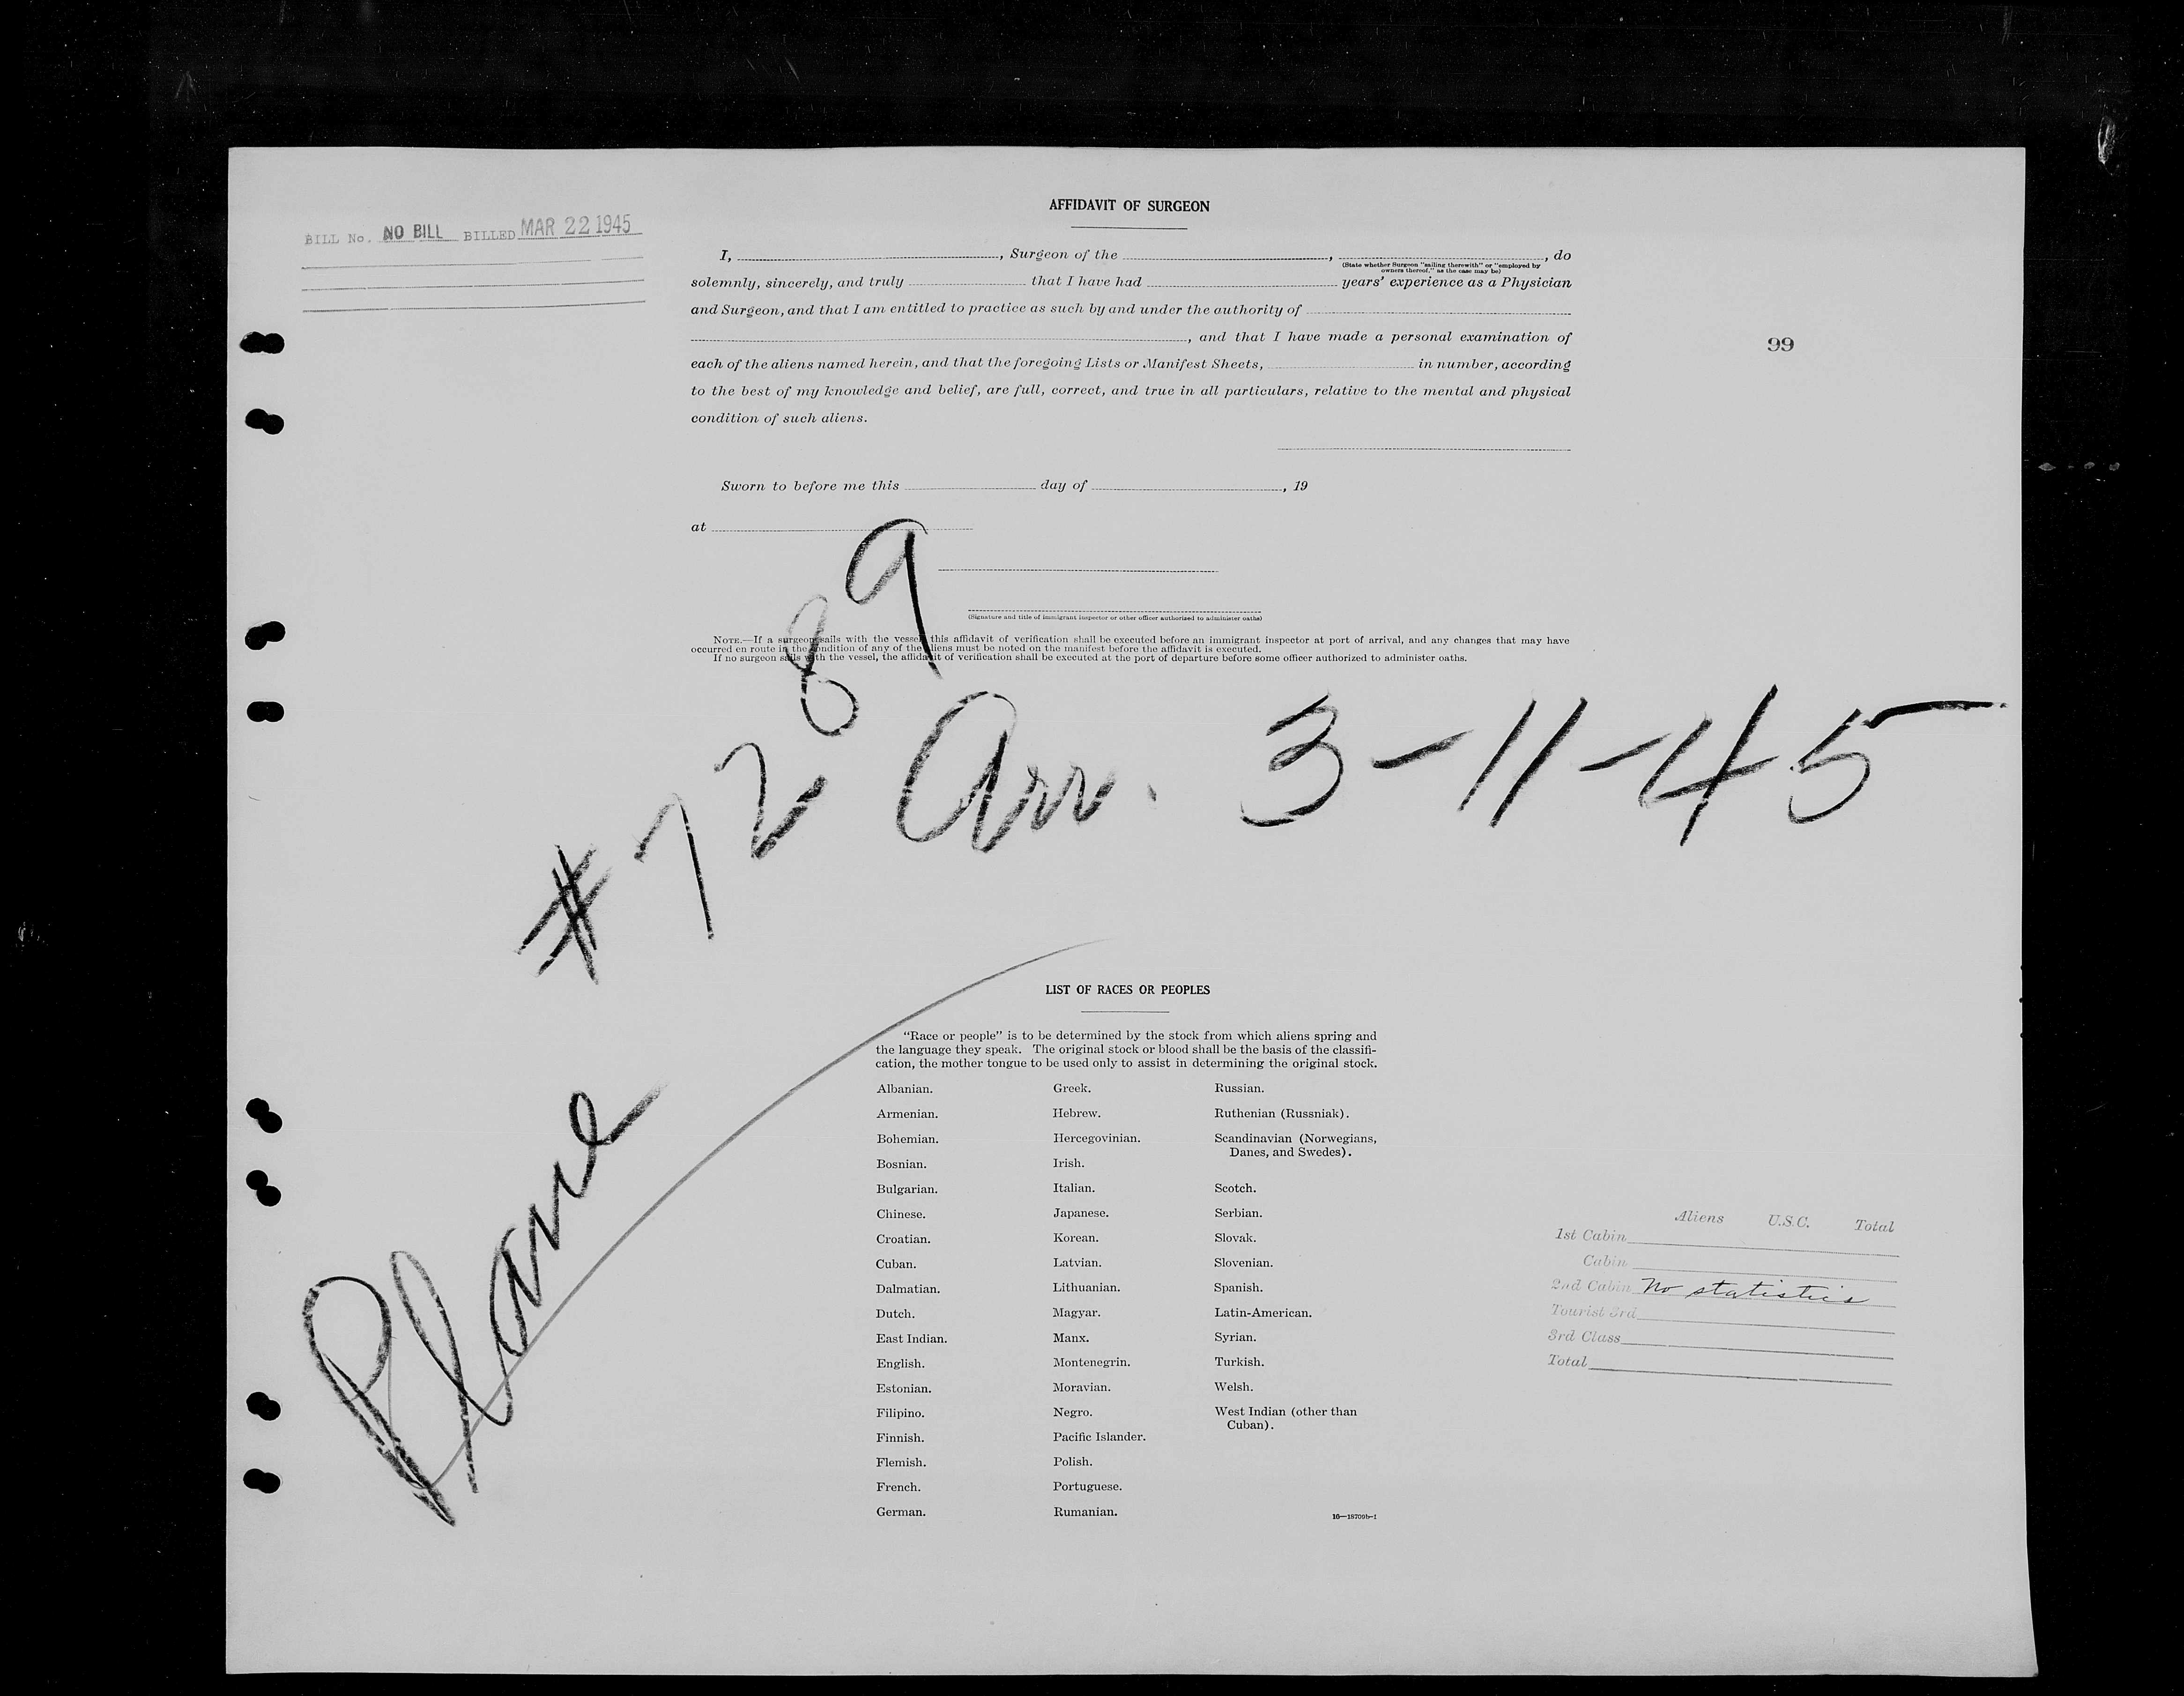 BILL No. NO BILL BILLED MAR 22 1945
AFFIDAVIT OF SURGEON
I, , Surgeon of the , , do
(State whether Surgeon "sailing therewith" or "employed by
owners thereof," as the case may be)
solemnly, sincerely, and truly that I have had years' experience as a Physician
and Surgeon, and that I am entitled to practice as such by and under the authority of
, and that I have made a personal examination of
each of the aliens named herein, and that the foregoing Lists or Manifest Sheets, in number, according
to the best of my knowledge and belief, are full, correct, and true in all particulars, relative to the mental and physical
condition of such aliens.
99
Sworn to before me this day of , 19
at
(Signature and title of immigrant inspector or other officer authorized to administer oaths)
NOTE.—If a surgeon sails with the vessel, this affidavit of verification shall be executed before an immigrant inspector at port of arrival, and any changes that may have
occurred en route in the condition of any of the aliens must be noted on the manifest before the affidavit is executed.
If no surgeon sails with the vessel, the affidavit of verification shall be executed at the port of departure before some officer authorized to administer oaths.
Plane #7289
Arr. 3-11-45
LIST OF RACES OR PEOPLES
"Race or people" is to be determined by the stock from which aliens spring and
the language they speak. The original stock or blood shall be the basis of the classifi-
cation, the mother tongue to be used only to assist in determining the original stock.
Albanian.
Armenian.
Bohemian.
Bosnian.
Bulgarian.
Chinese.
Croatian.
Cuban.
Dalmatian.
Dutch.
East Indian.
English.
Estonian.
Filipino.
Finnish.
Flemish.
French.
German.
Greek.
Hebrew.
Hercegovinian.
Irish.
Italian.
Japanese.
Korean.
Latvian.
Lithuanian.
Magyar.
Manx.
Montenegrin.
Moravian.
Negro.
Pacific Islander.
Polish.
Portuguese.
Rumanian.
Russian.
Ruthenian (Russniak).
Scandinavian (Norwegians,
Danes, and Swedes).
Scotch.
Serbian.
Slovak.
Slovenian.
Spanish.
Latin-American.
Syrian.
Turkish.
Welsh.
West Indian (other than
Cuban).
16—18700b-1
Aliens U.S.C. Total
1st Cabin
Cabin
2nd Cabin No statistics
Tourist 3rd
3rd Class
Total